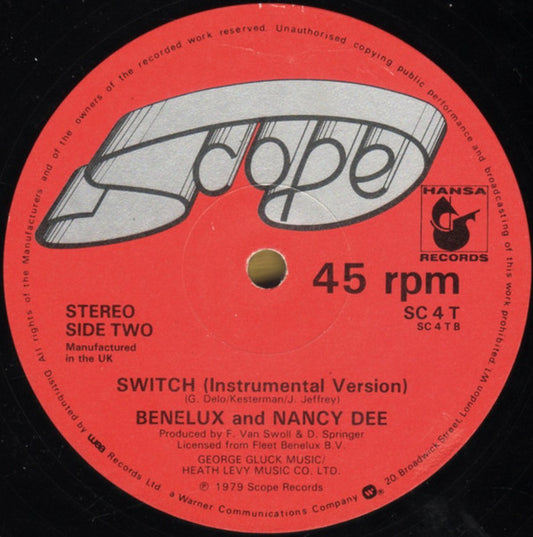 All rights of the Manufacturers and of the owners of the recorded work reserved. Unauthorised copying public performance and broadcasting of this work prohibited.
Scope
HANSA
RECORDS
45 rpm
STEREO
SIDE TWO
Manufactured
in the UK
SC 4 T
SC 4 T B
SWITCH (Instrumental Version)
(G. Delo/Kesterman/J. Jeffrey)
BENELUX and NANCY DEE
Produced by F. Van Swoll & D. Springer
Licensed from Fleet Benelux B.V.
GEORGE GLUCK MUSIC/
HEATH LEVY MUSIC CO. LTD.
℗ 1979 Scope Records
Distributed by wea Records Ltd a Warner Communications Company W 20 Broadwick Street London W1